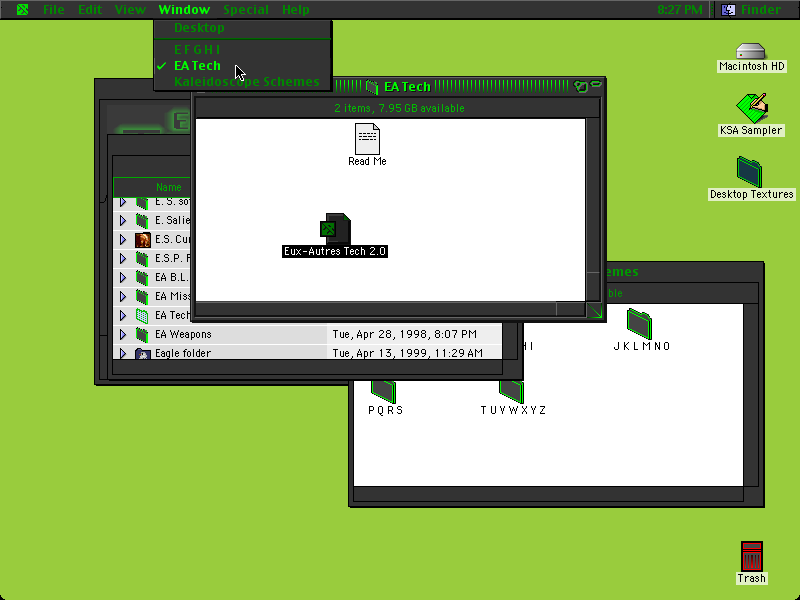 File Edit View Window Special Help 8:27 PM Finder
Desktop
E F G H I
EA Tech
Kaleidoscope Schemes
EA Tech
2 items, 7.95 GB available
Read Me
Eux-Autres Tech 2.0
Name
E. S. so
E. Salie
E.S. Cur
E.S.P. F
EA B.L.
EA Miss
EA Tech
EA Weapons Tue, Apr 28, 1998, 8:07 PM
Eagle folder Tue, Apr 13, 1999, 11:29 AM
emes
ble
H I
J K L M N O
P Q R S
T U V W X Y Z
Macintosh HD
KSA Sampler
Desktop Textures
Trash